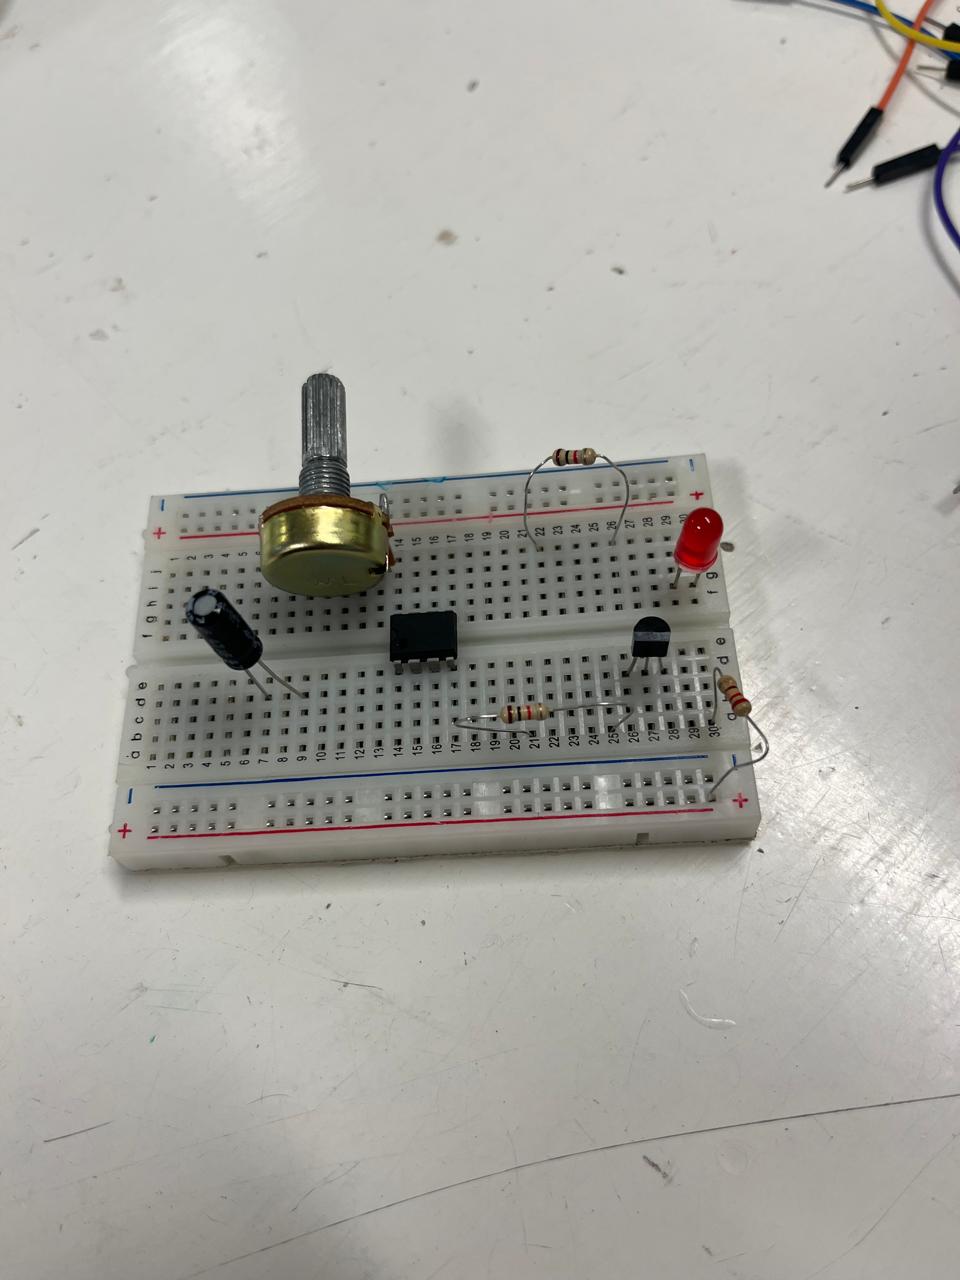 − −
+ +
1 2 3 4 5 6 14 15 16 17 18 19 20 21 22 23 24 25 26 27 28 29 30
j
i
h
g g
f f
e e
d d
c
b
a a
1 2 3 4 5 6 7 8 9 10 11 12 13 14 15 16 17 18 19 20 21 22 23 24 25 26 27 28 29 30
− −
+ +